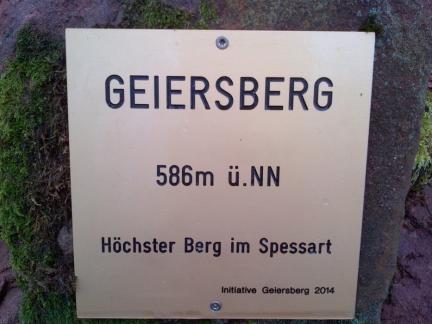 GEIERSBERG
586m ü.NN
Höchster Berg im Spessart
Initiative Geiersberg 2014